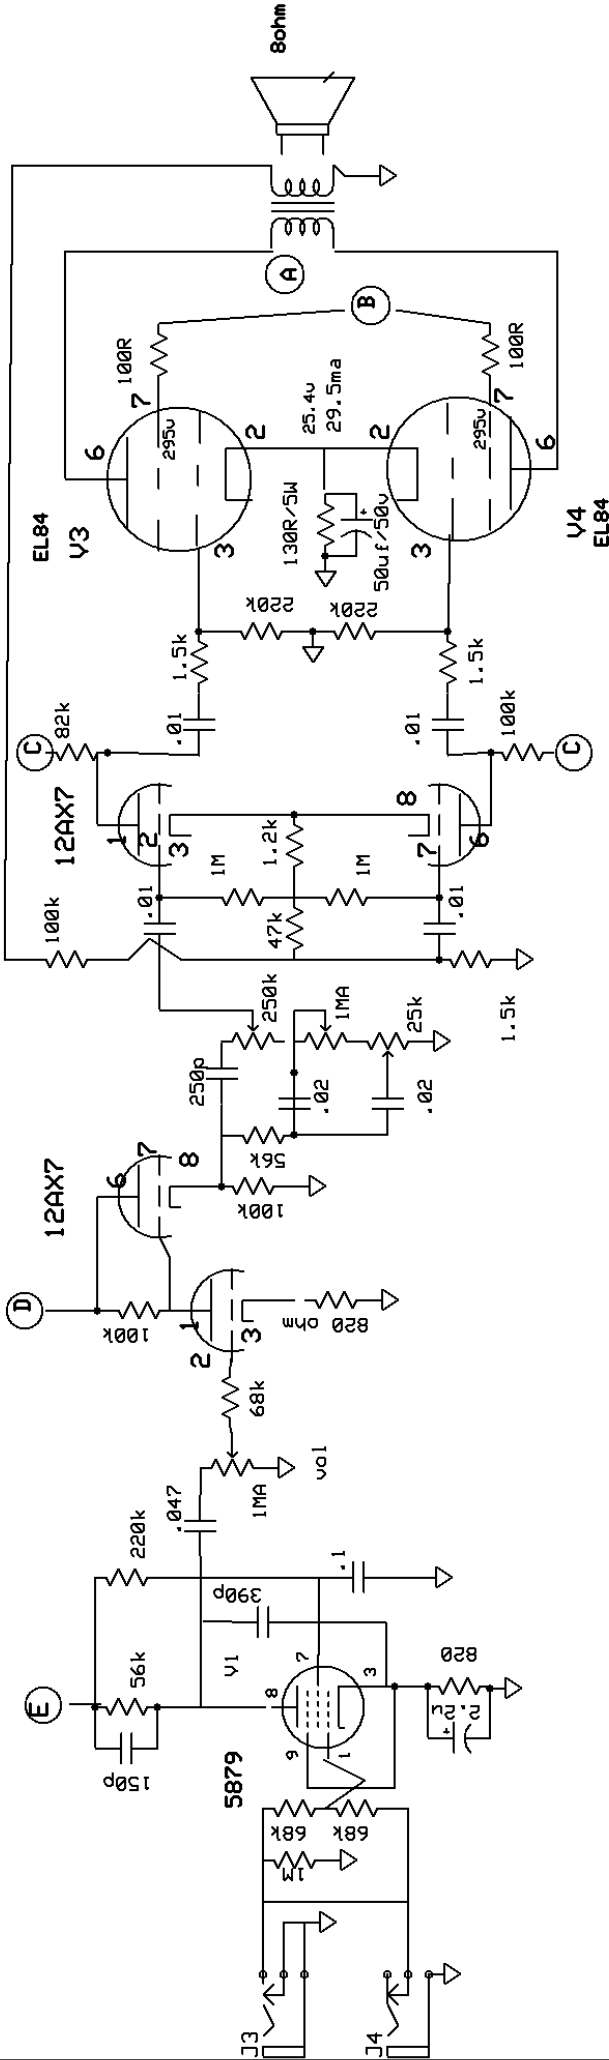 8ohm
A
B
100R
100R
7
7
6
6
295v
295v
25.4v
29.5ma
2
2
EL84
V3
130R/5W
50uf/50v
V4
EL84
3
3
220k
220k
1.5k
1.5k
C
82k
.01
.01
100k
C
12AX7
1
2
3
8
7
6
1.2k
1M
1M
100k
.01
47k
.01
250k
1MA
25k
1.5k
250p
.02
.02
56k
12AX7
6
7
8
100k
D
100k
1
2
3
820 ohm
68k
vol
1MA
.047
220k
.1
390p
E
56k
V1
150p
8
7
3
9
1
820
2.2u
5879
68k
68k
1M
J3
J4